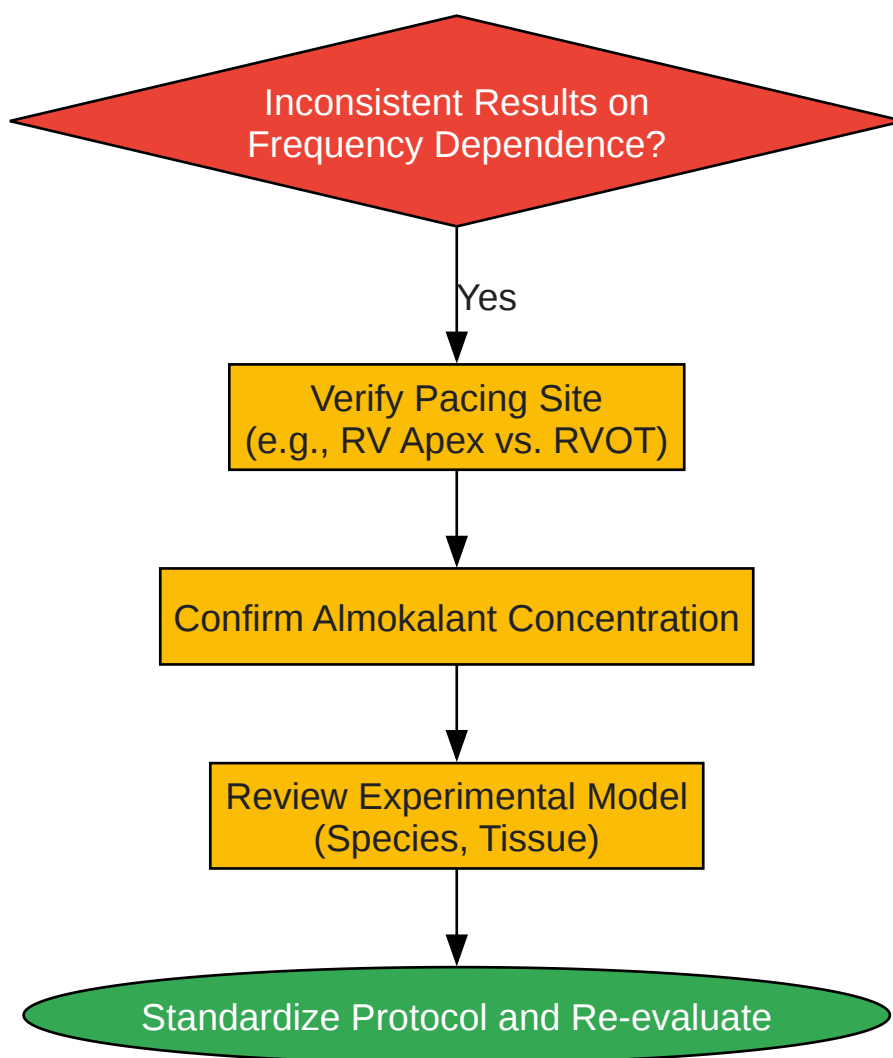 Inconsistent Results on
Frequency Dependence?
Yes
Verify Pacing Site
(e.g., RV Apex vs. RVOT)
Confirm Almokalant Concentration
Review Experimental Model
(Species, Tissue)
Standardize Protocol and Re-evaluate